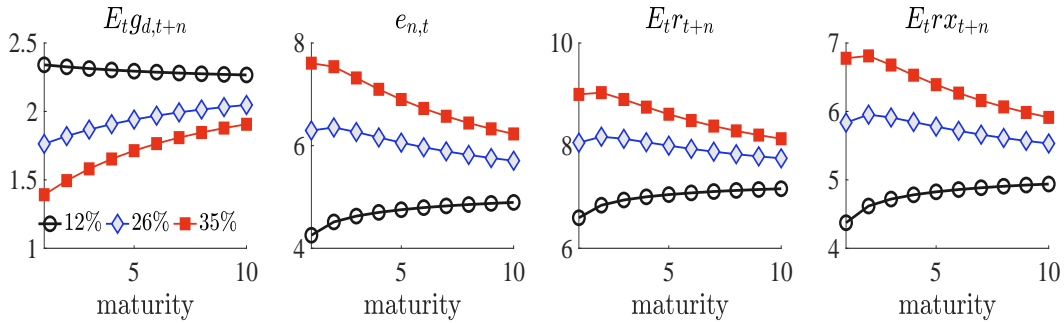 E_t g_{d,t+n}
e_{n,t}
E_t r_{t+n}
E_t rx_{t+n}
2.5
2
1.5
1
12% 26% 35%
5 10
maturity
8
6
4
5 10
maturity
10
8
6
5 10
maturity
7
6
5
4
5 10
maturity